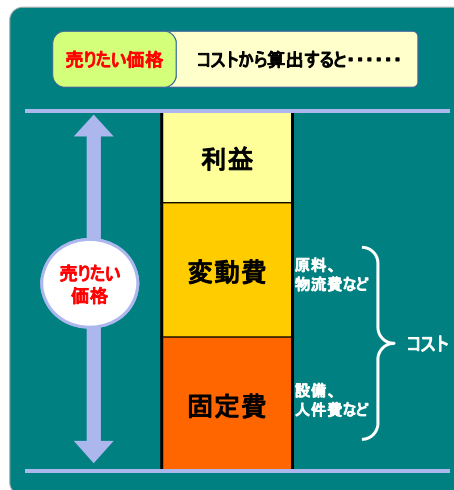 売りたい価格 コストから算出すると・・・・・・
利益
売りたい
価格
変動費
原料、
物流費など
コスト
固定費
設備、
人件費など